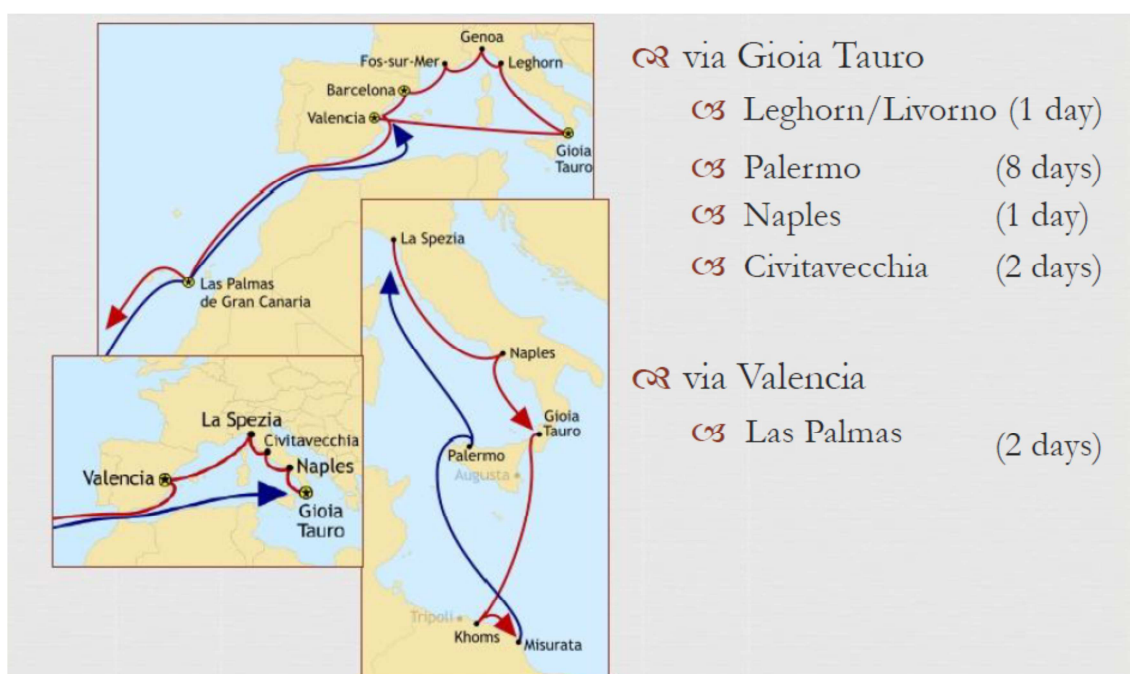 Genoa
Fos-sur-Mer
Leghorn
Barcelona
Valencia
Gioia
Tauro
Las Palmas
de Gran Canaria
La Spezia
Naples
Gioia
Tauro
Palermo
Augusta
Tripoli
Khoms
Misurata
La Spezia
Civitavecchia
Valencia
Naples
Gioia
Tauro
via Gioia Tauro
Leghorn/Livorno (1 day)
Palermo (8 days)
Naples (1 day)
Civitavecchia (2 days)
via Valencia
Las Palmas (2 days)